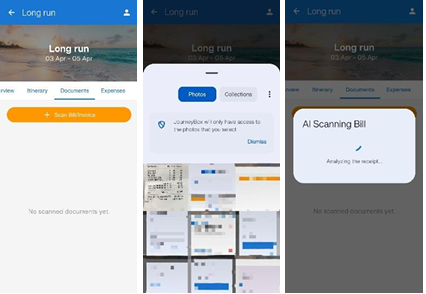 Long run
Long run
03 Apr - 05 Apr
rview Itinerary Documents Expenses
+ Scan Bill/Invoice
No scanned documents yet.
Long run
Photos Collections
JourneyBox will only have access to
the photos that you select
Dismiss
Long run
Long run
03 Apr - 05 Apr
rview Itinerary Documents Expenses
AI Scanning Bill
Analyzing the receipt...
No scanned documents yet.